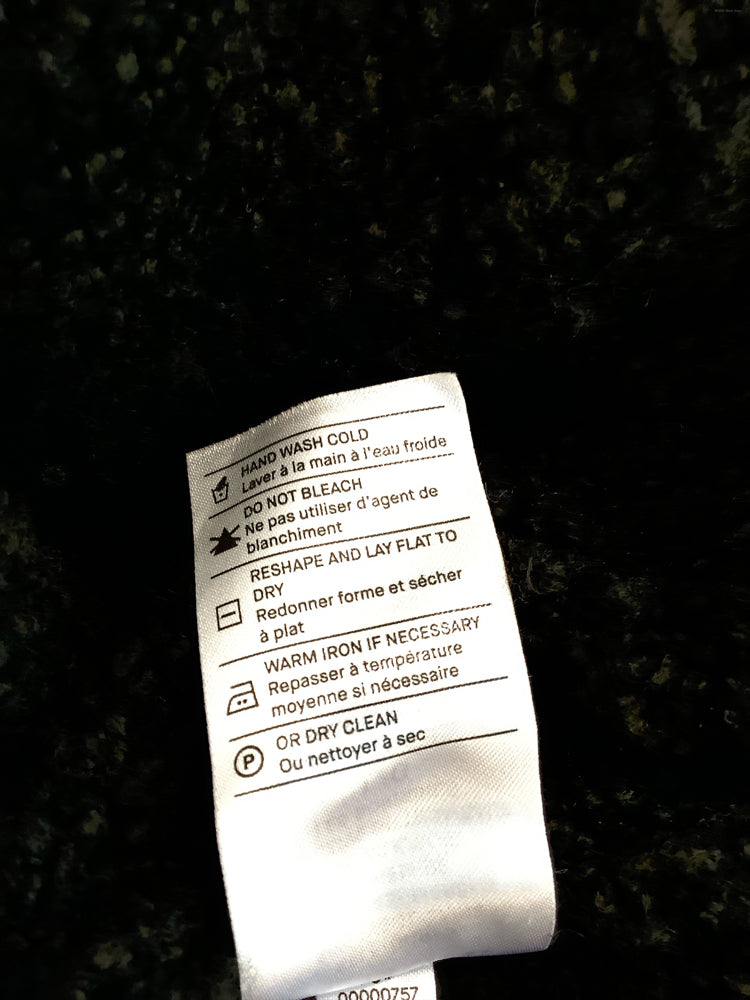 HAND WASH COLD
Laver à la main à l'eau froide
DO NOT BLEACH
Ne pas utiliser d'agent de
blanchiment
RESHAPE AND LAY FLAT TO
DRY
Redonner forme et sécher
à plat
WARM IRON IF NECESSARY
Repasser à température
moyenne si nécessaire
P
OR DRY CLEAN
Ou nettoyer à sec
00000757